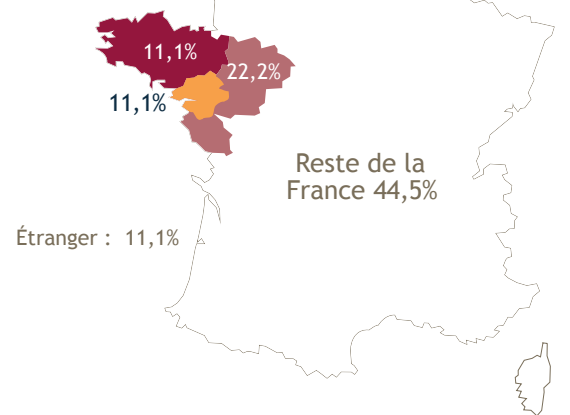 11,1%
22,2%
11,1%
Reste de la
France 44,5%
Étranger : 11,1%